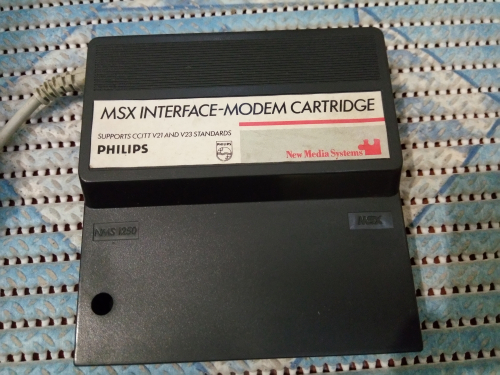 MSX INTERFACE-MODEM CARTRIDGE
SUPPORTS CCITT V21 AND V23 STANDARDS
PHILIPS
PHILIPS
New Media Systems
NMS 1250
MSX